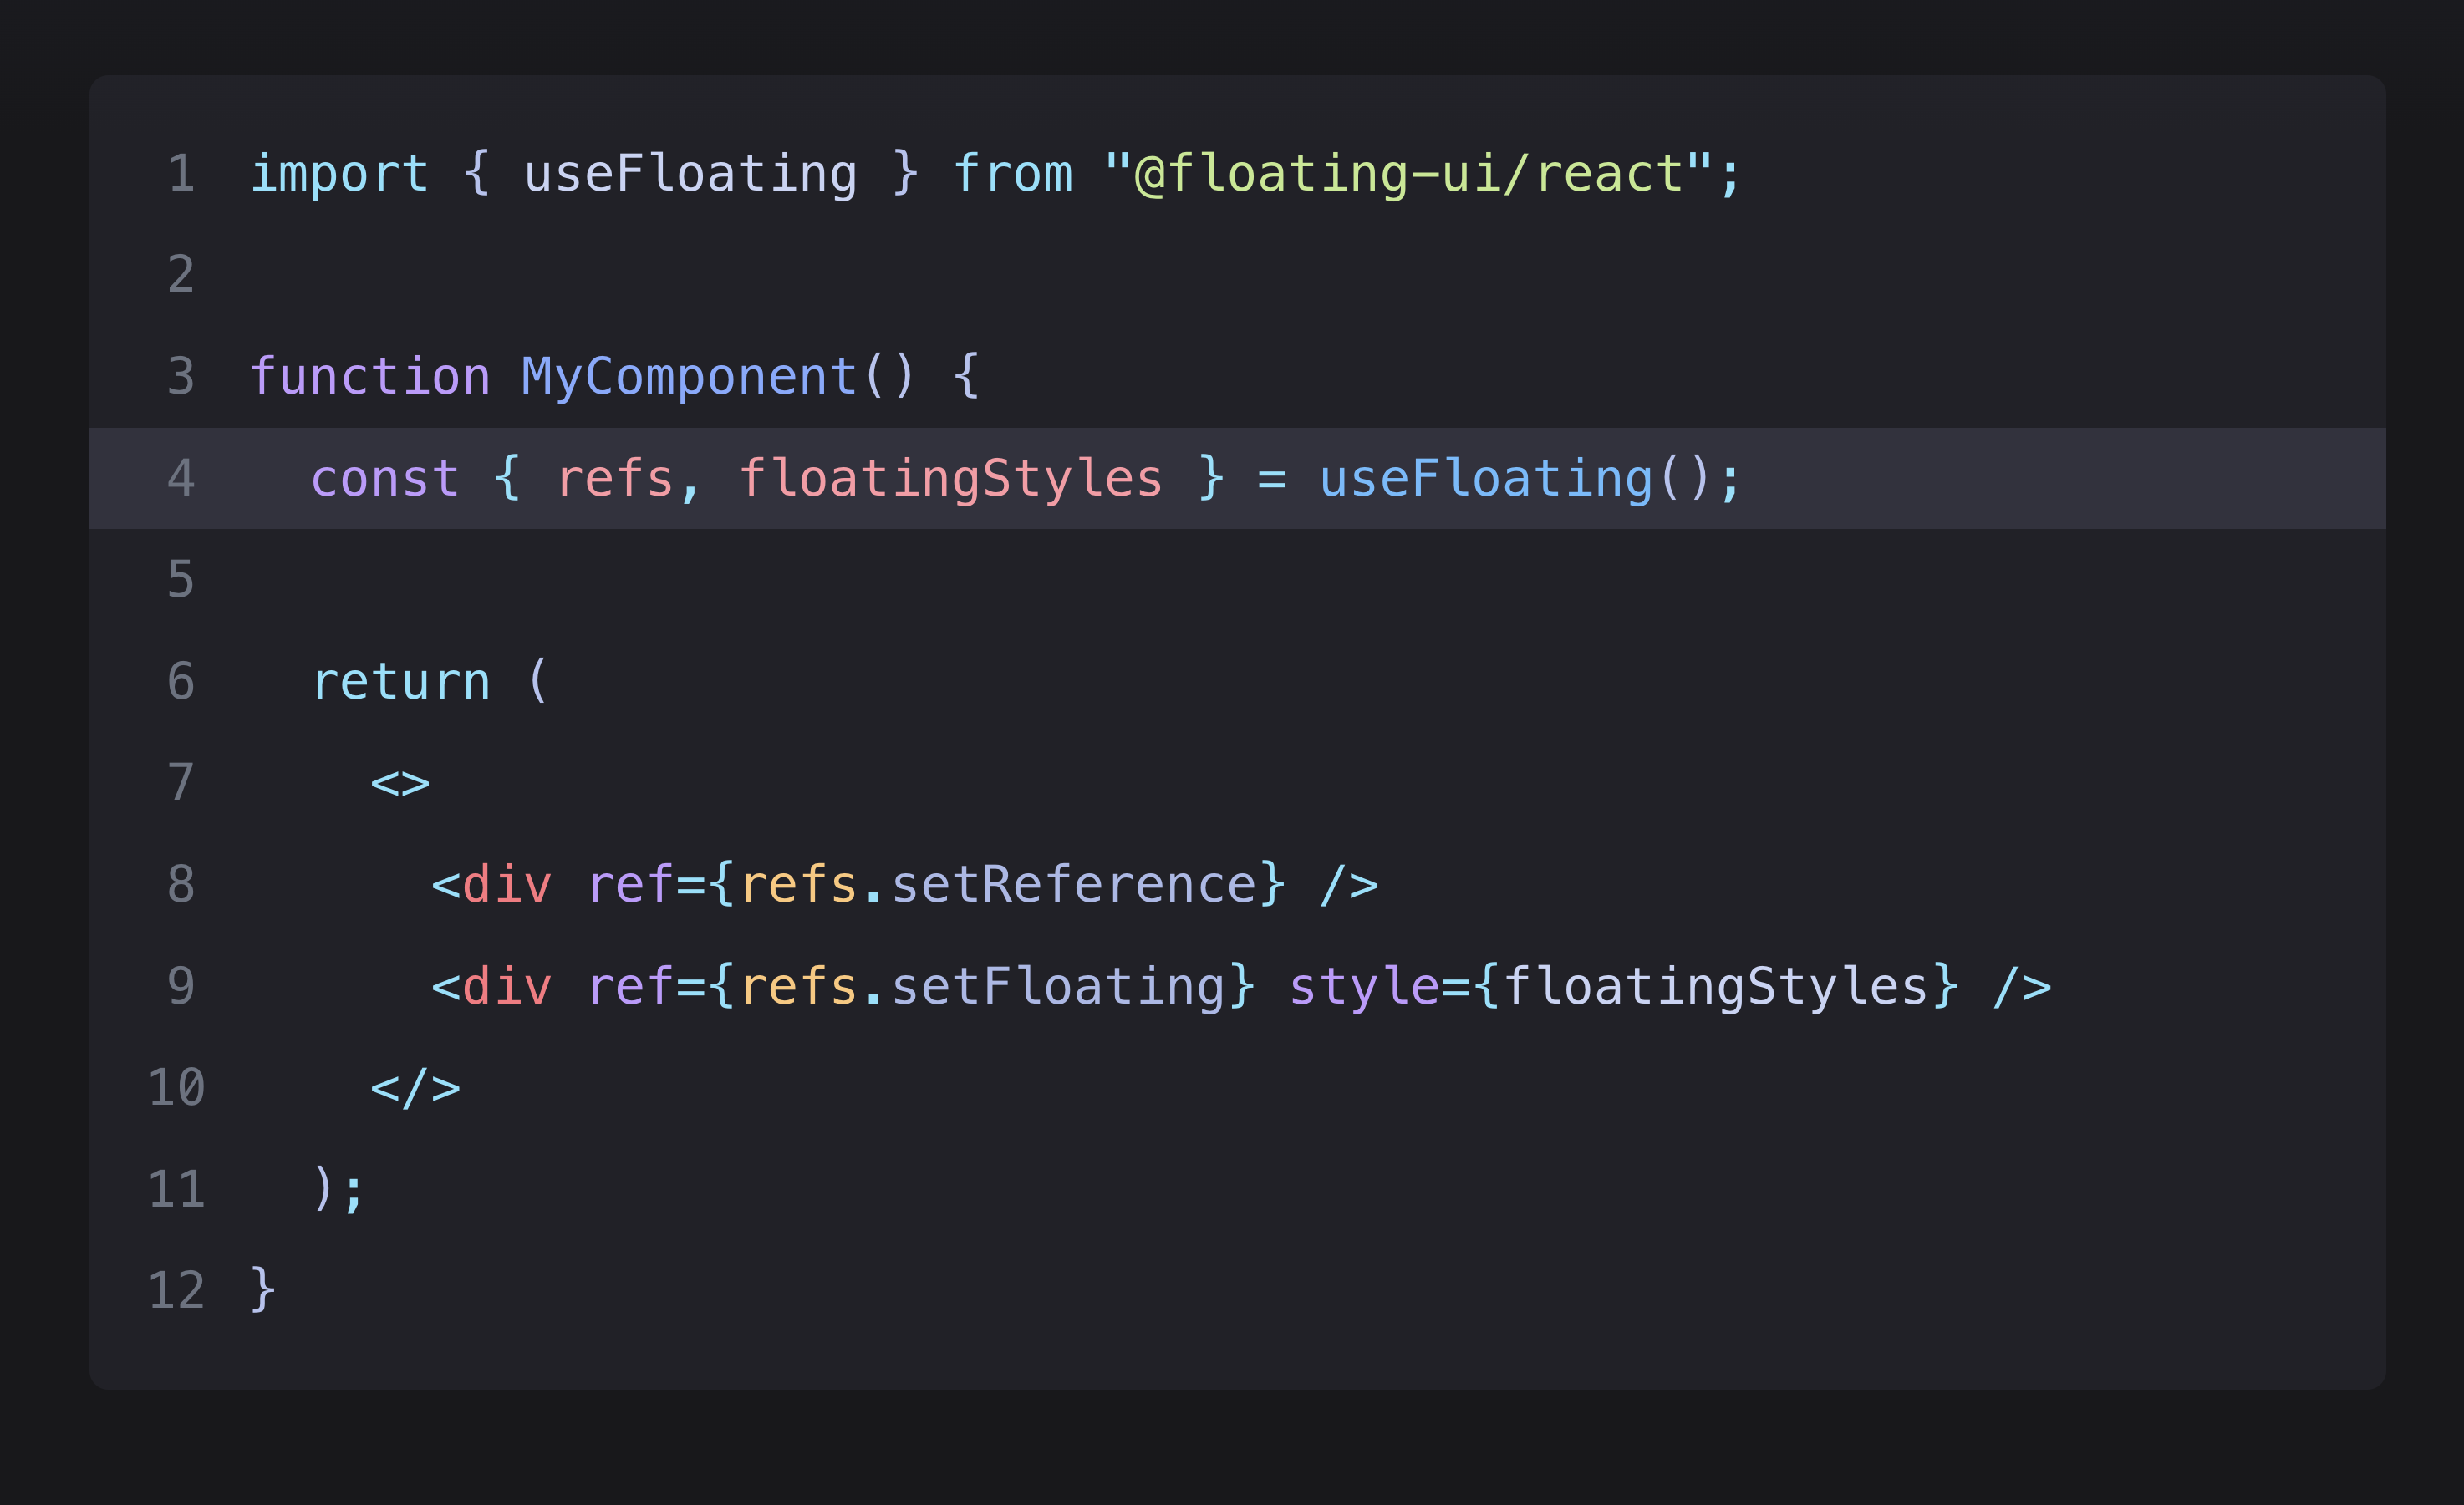 1 import { useFloating } from "@floating-ui/react";
2
3 function MyComponent() {
4   const { refs, floatingStyles } = useFloating();
5
6   return (
7     <>
8       <div ref={refs.setReference} />
9       <div ref={refs.setFloating} style={floatingStyles} />
10     </>
11   );
12 }